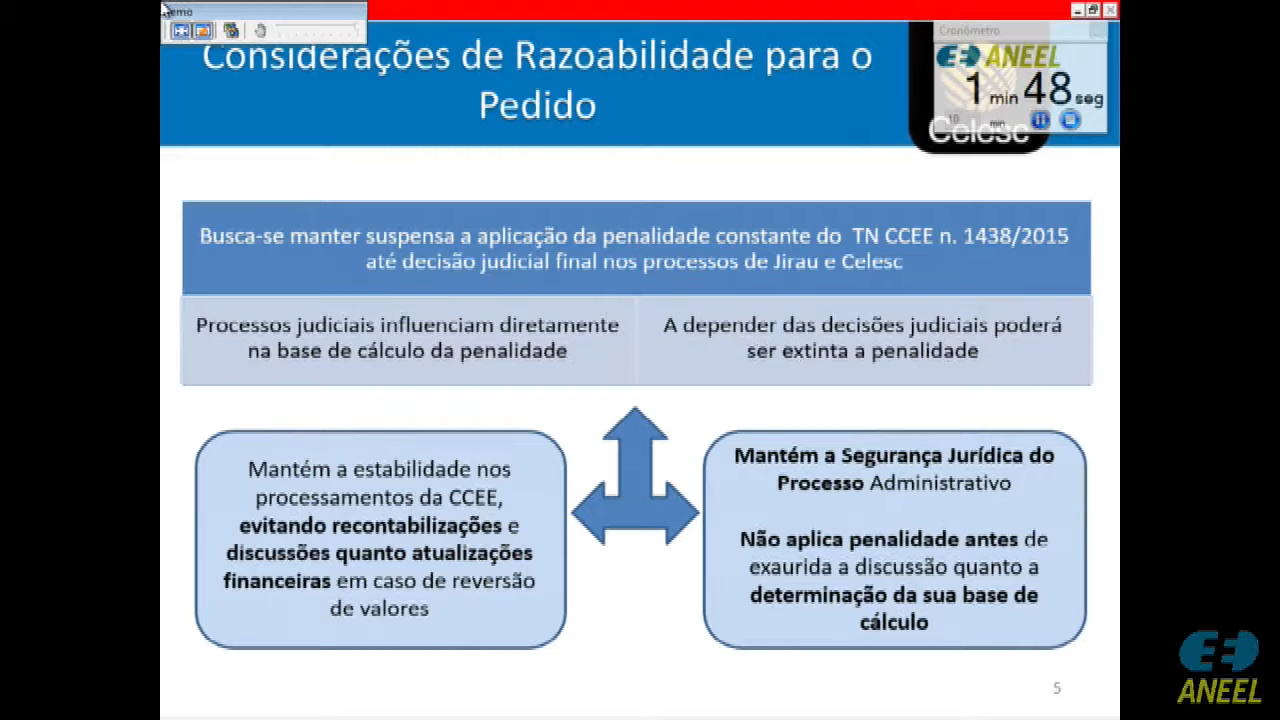 Cronômetro
ANEEL
1 min 48 seg
10 min
Celesc
Considerações de Razoabilidade para o
Pedido
Busca-se manter suspensa a aplicação da penalidade constante do TN CCEE n. 1438/2015
até decisão judicial final nos processos de Jirau e Celesc
Processos judiciais influenciam diretamente
na base de cálculo da penalidade
A depender das decisões judiciais poderá
ser extinta a penalidade
Mantém a estabilidade nos
processamentos da CCEE,
evitando recontabilizações e
discussões quanto atualizações
financeiras em caso de reversão
de valores
Mantém a Segurança Jurídica do
Processo Administrativo
Não aplica penalidade antes de
exaurida a discussão quanto a
determinação da sua base de
cálculo
5
ANEEL